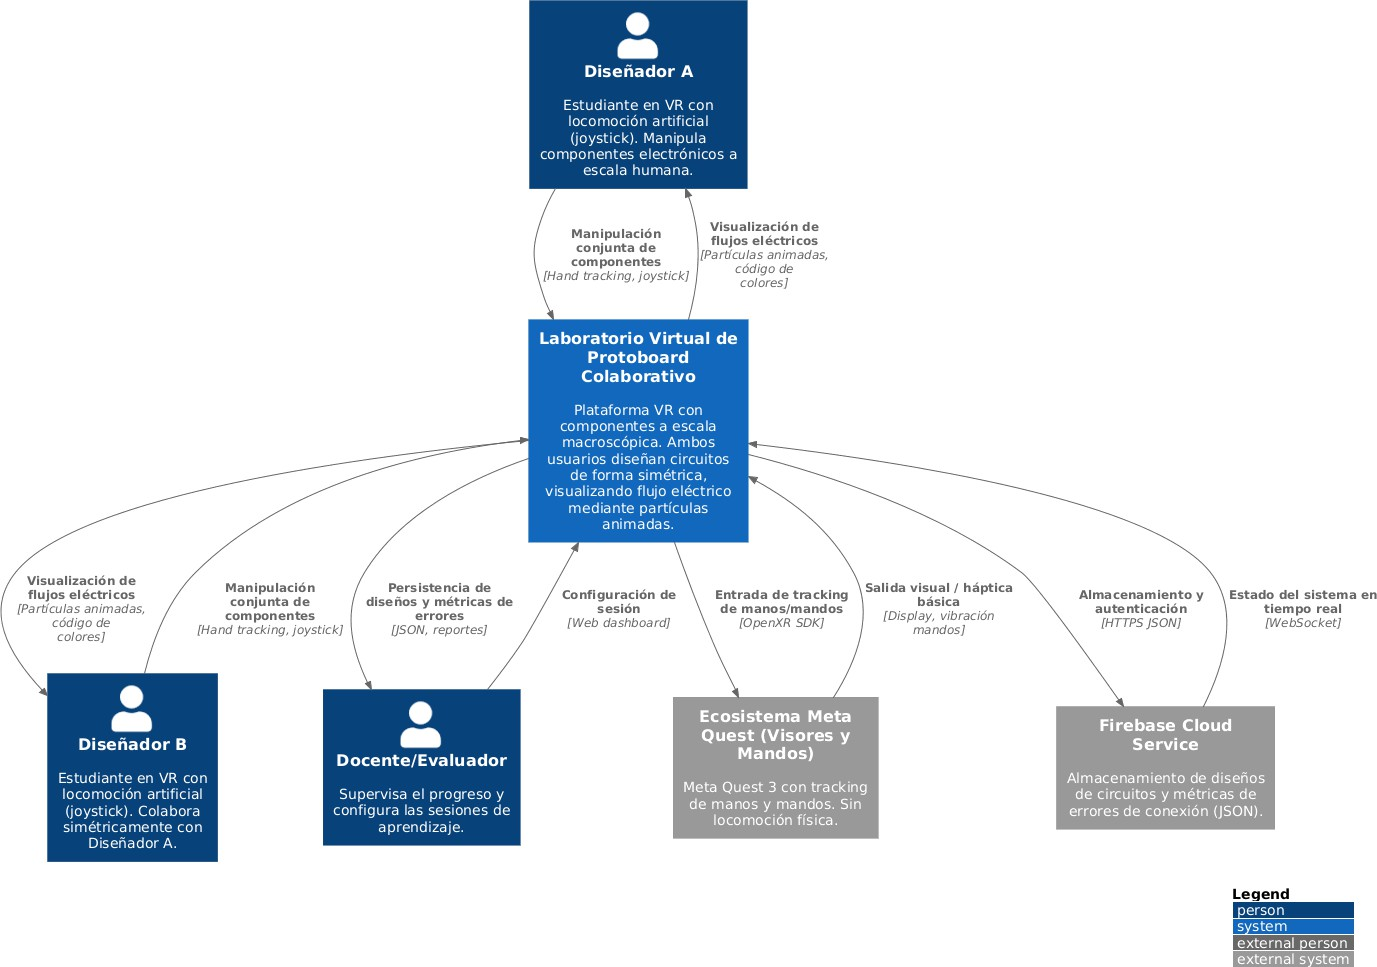 Diseñador A
Estudiante en VR con
locomoción artificial
(joystick). Manipula
componentes electrónicos a
escala humana.
Manipulación
conjunta de
componentes
[Hand tracking, joystick]
Visualización de
flujos eléctricos
[Partículas animadas,
código de
colores]
Laboratorio Virtual de
Protoboard
Colaborativo
Plataforma VR con
componentes a escala
macroscópica. Ambos
usuarios diseñan circuitos
de forma simétrica,
visualizando flujo eléctrico
mediante partículas
animadas.
Visualización de
flujos eléctricos
[Partículas animadas,
código de
colores]
Manipulación
conjunta de
componentes
[Hand tracking, joystick]
Persistencia de
diseños y métricas de
errores
[JSON, reportes]
Configuración de
sesión
[Web dashboard]
Entrada de tracking
de manos/mandos
[OpenXR SDK]
Salida visual / háptica
básica
[Display, vibración
mandos]
Almacenamiento y
autenticación
[HTTPS JSON]
Estado del sistema en
tiempo real
[WebSocket]
Diseñador B
Estudiante en VR con
locomoción artificial
(joystick). Colabora
simétricamente con
Diseñador A.
Docente/Evaluador
Supervisa el progreso y
configura las sesiones de
aprendizaje.
Ecosistema Meta
Quest (Visores y
Mandos)
Meta Quest 3 con tracking
de manos y mandos. Sin
locomoción física.
Firebase Cloud
Service
Almacenamiento de diseños
de circuitos y métricas de
errores de conexión (JSON).
Legend
person
system
external person
external system